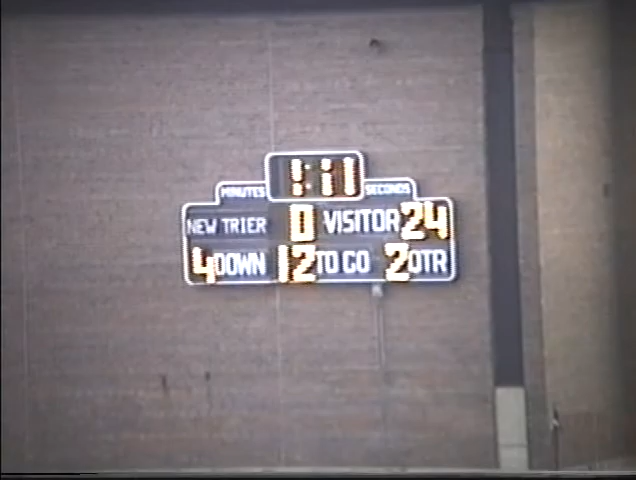 1:11
MINUTES SECONDS
NEW TRIER 0 VISITOR 24
4 DOWN 12 TO GO 2 QTR